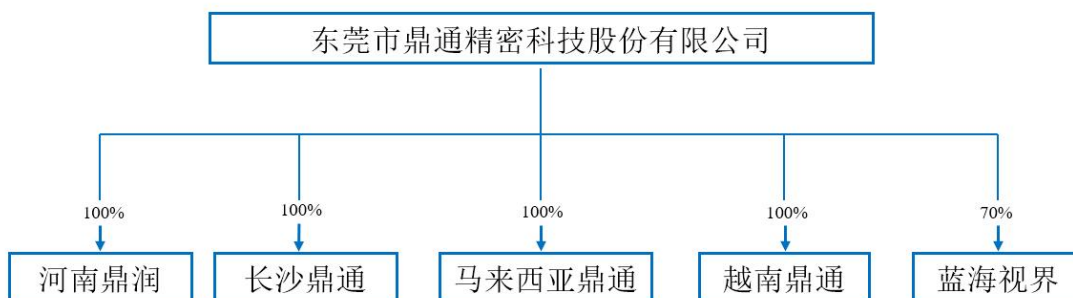 东莞市鼎通精密科技股份有限公司
100%
100%
100%
100%
70%
河南鼎润
长沙鼎通
马来西亚鼎通
越南鼎通
蓝海视界